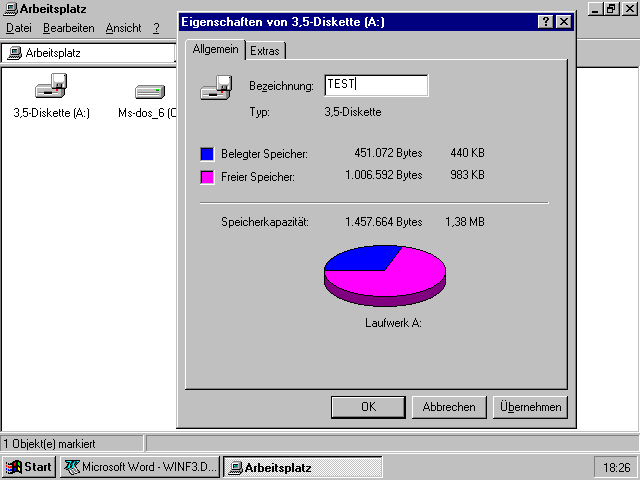 Arbeitsplatz
Datei Bearbeiten Ansicht ?
Arbeitsplatz
3,5-Diskette (A:)
Ms-dos_6 (C
Eigenschaften von 3,5-Diskette (A:)
Allgemein Extras
Bezeichnung: TEST
Typ: 3,5-Diskette
Belegter Speicher: 451.072 Bytes 440 KB
Freier Speicher: 1.006.592 Bytes 983 KB
Speicherkapazität: 1.457.664 Bytes 1,38 MB
Laufwerk A:
OK Abbrechen Übernehmen
1 Objekt(e) markiert
Start Microsoft Word - WINF3.D... Arbeitsplatz 18:26